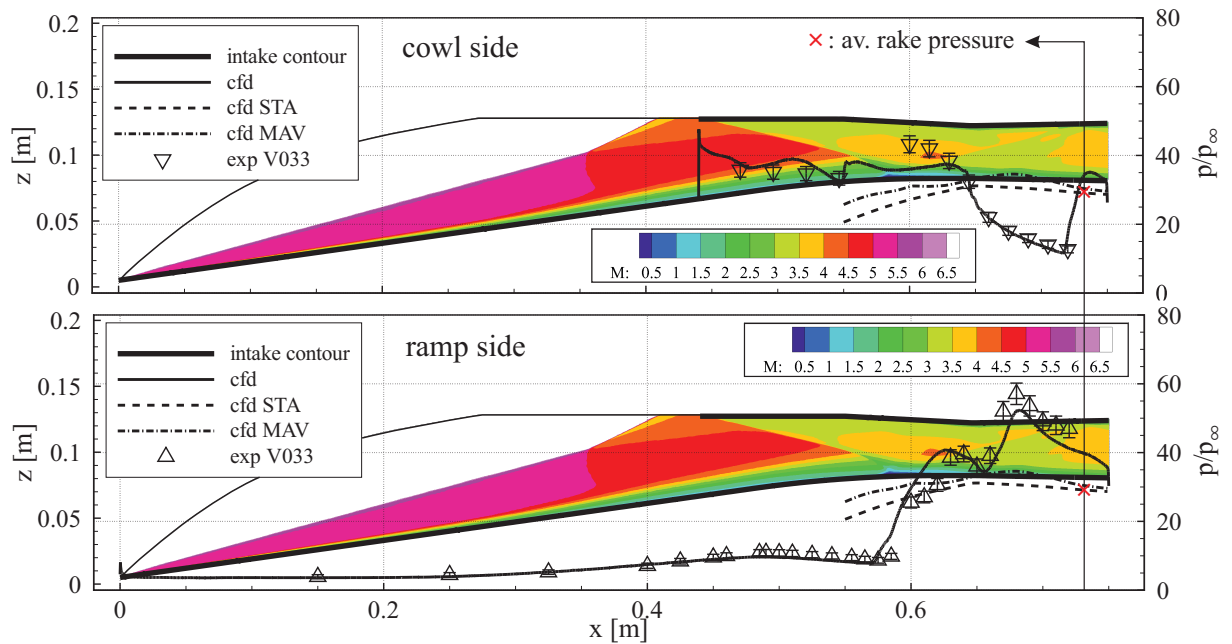 0.2
0.15
0.1
0.05
0
z [m]
cowl side
intake contour
cfd
cfd STA
cfd MAV
exp V033
: av. rake pressure
80
60
40
20
0
p/p∞
M: 0.5 1 1.5 2 2.5 3 3.5 4 4.5 5 5.5 6 6.5
0.2
0.15
0.1
0.05
0
z [m]
ramp side
intake contour
cfd
cfd STA
cfd MAV
exp V033
M: 0.5 1 1.5 2 2.5 3 3.5 4 4.5 5 5.5 6 6.5
80
60
40
20
0
p/p∞
0 0.2 0.4 0.6
x [m]